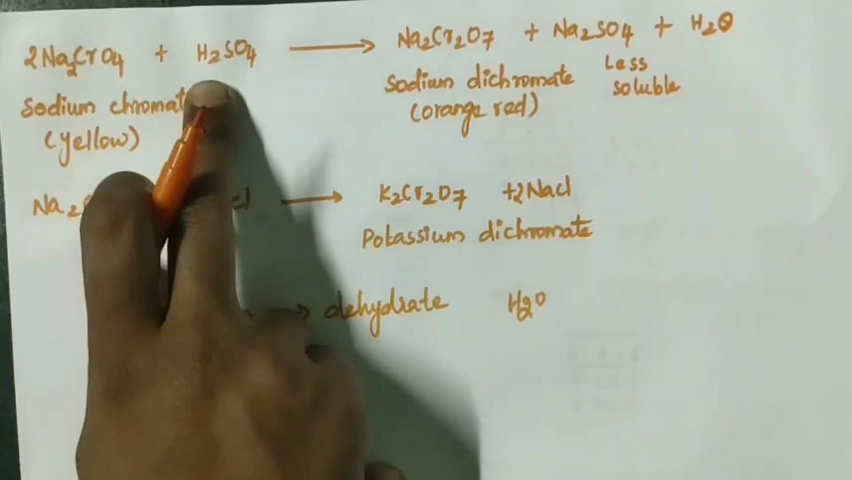 2Na2CrO4 + H2SO4 → Na2Cr2O7 + Na2SO4 + H2O
Sodium chromat Sodium dichromate Less
(yellow) (orange red) soluble
Na2 cl → K2Cr2O7 +2Nacl
Potassium dichromate
→ dehydrate H2O